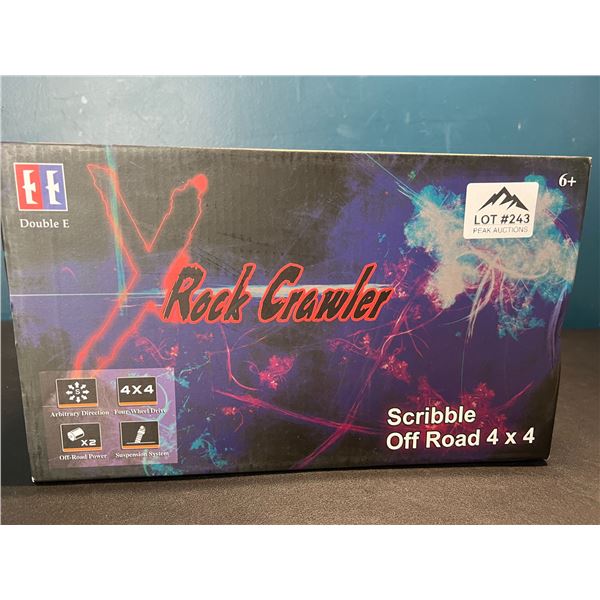 EE
Double E
6+
LOT #243
PEAK AUCTIONS
Rock Crawler
S
4X4
Arbitrary Direction Four Wheel Drive
X2
Off-Road Power Suspension System
Scribble
Off Road 4 x 4